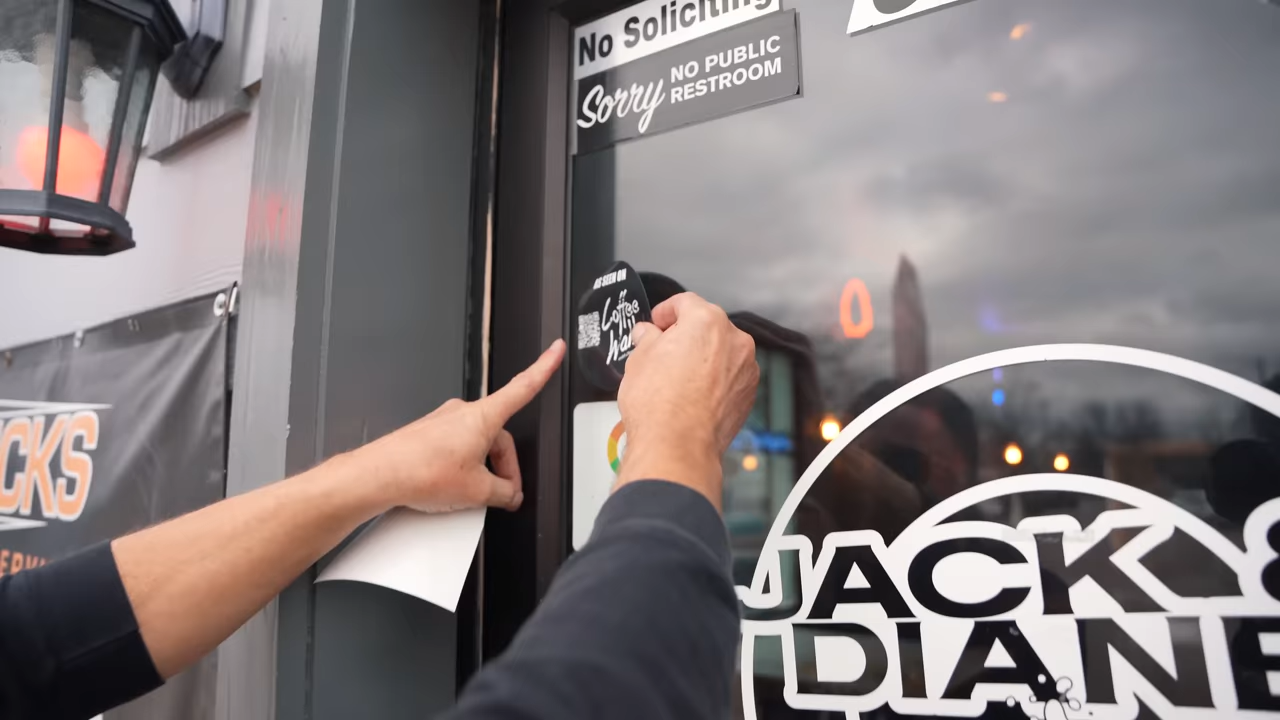 No Soliciting
Sorry NO PUBLIC
RESTROOM
AS SEEN ON
Coffee
CKS
JACK &
DIANE